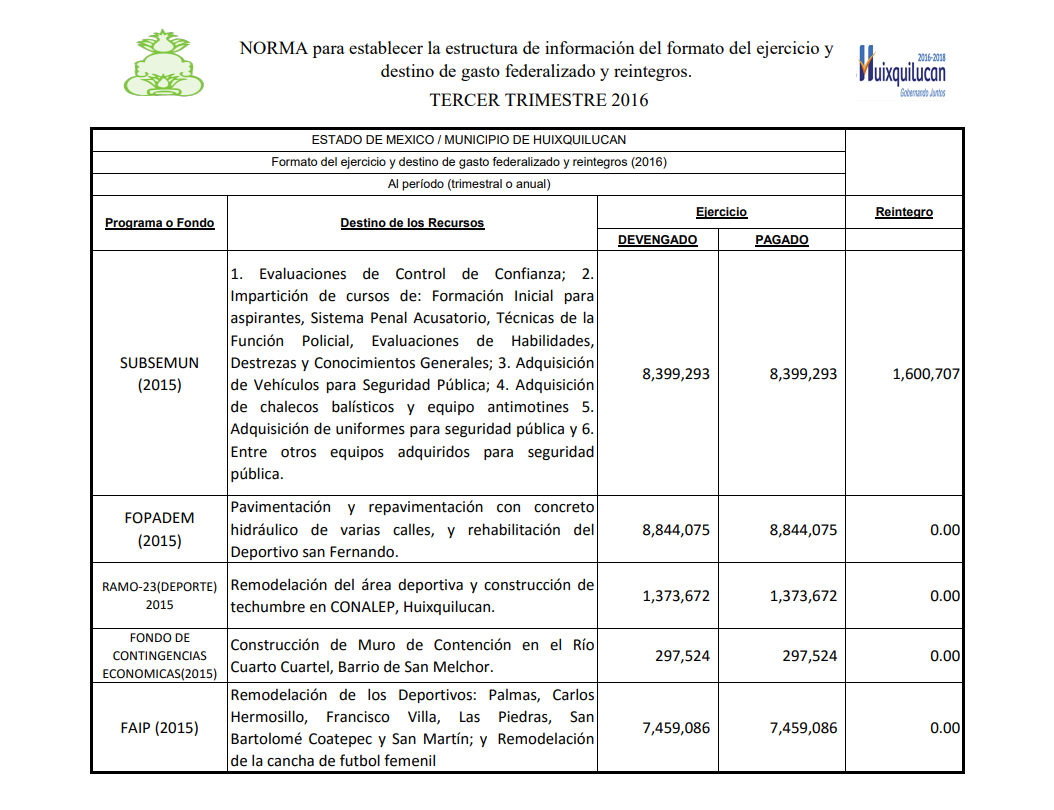 NORMA para establecer la estructura de información del formato del ejercicio y
destino de gasto federalizado y reintegros.
TERCER TRIMESTRE 2016
2016-2018
Huixquilucan
Gobernando Juntos
ESTADO DE MEXICO / MUNICIPIO DE HUIXQUILUCAN
Formato del ejercicio y destino de gasto federalizado y reintegros (2016)
Al período (trimestral o anual)
Programa o Fondo
Destino de los Recursos
Ejercicio
Reintegro
DEVENGADO
PAGADO
SUBSEMUN
(2015)
1. Evaluaciones de Control de Confianza; 2.
Impartición de cursos de: Formación Inicial para
aspirantes, Sistema Penal Acusatorio, Técnicas de la
Función Policial, Evaluaciones de Habilidades,
Destrezas y Conocimientos Generales; 3. Adquisición
de Vehículos para Seguridad Pública; 4. Adquisición
de chalecos balísticos y equipo antimotines 5.
Adquisición de uniformes para seguridad pública y 6.
Entre otros equipos adquiridos para seguridad
pública.
8,399,293
8,399,293
1,600,707
FOPADEM
(2015)
Pavimentación y repavimentación con concreto
hidráulico de varias calles, y rehabilitación del
Deportivo san Fernando.
8,844,075
8,844,075
0.00
RAMO-23(DEPORTE)
2015
Remodelación del área deportiva y construcción de
techumbre en CONALEP, Huixquilucan.
1,373,672
1,373,672
0.00
FONDO DE
CONTINGENCIAS
ECONOMICAS(2015)
Construcción de Muro de Contención en el Río
Cuarto Cuartel, Barrio de San Melchor.
297,524
297,524
0.00
FAIP (2015)
Remodelación de los Deportivos: Palmas, Carlos
Hermosillo, Francisco Villa, Las Piedras, San
Bartolomé Coatepec y San Martín; y Remodelación
de la cancha de futbol femenil
7,459,086
7,459,086
0.00